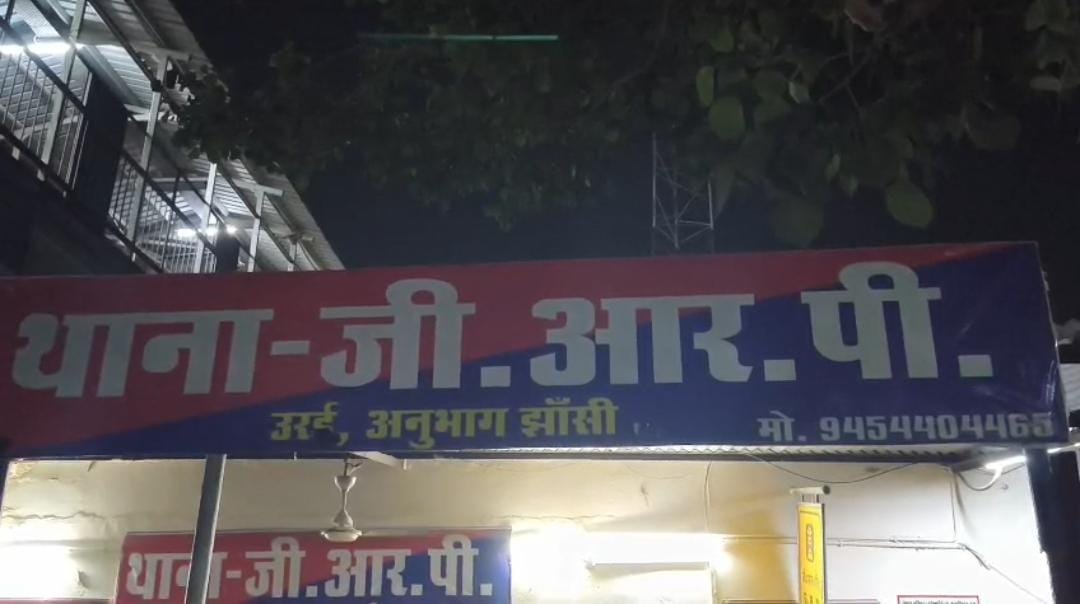 थाना-जी.आर.पी.
उरई, अनुभाग झाँसी
मो. 9454404465
थाना-जी.आर.पी.